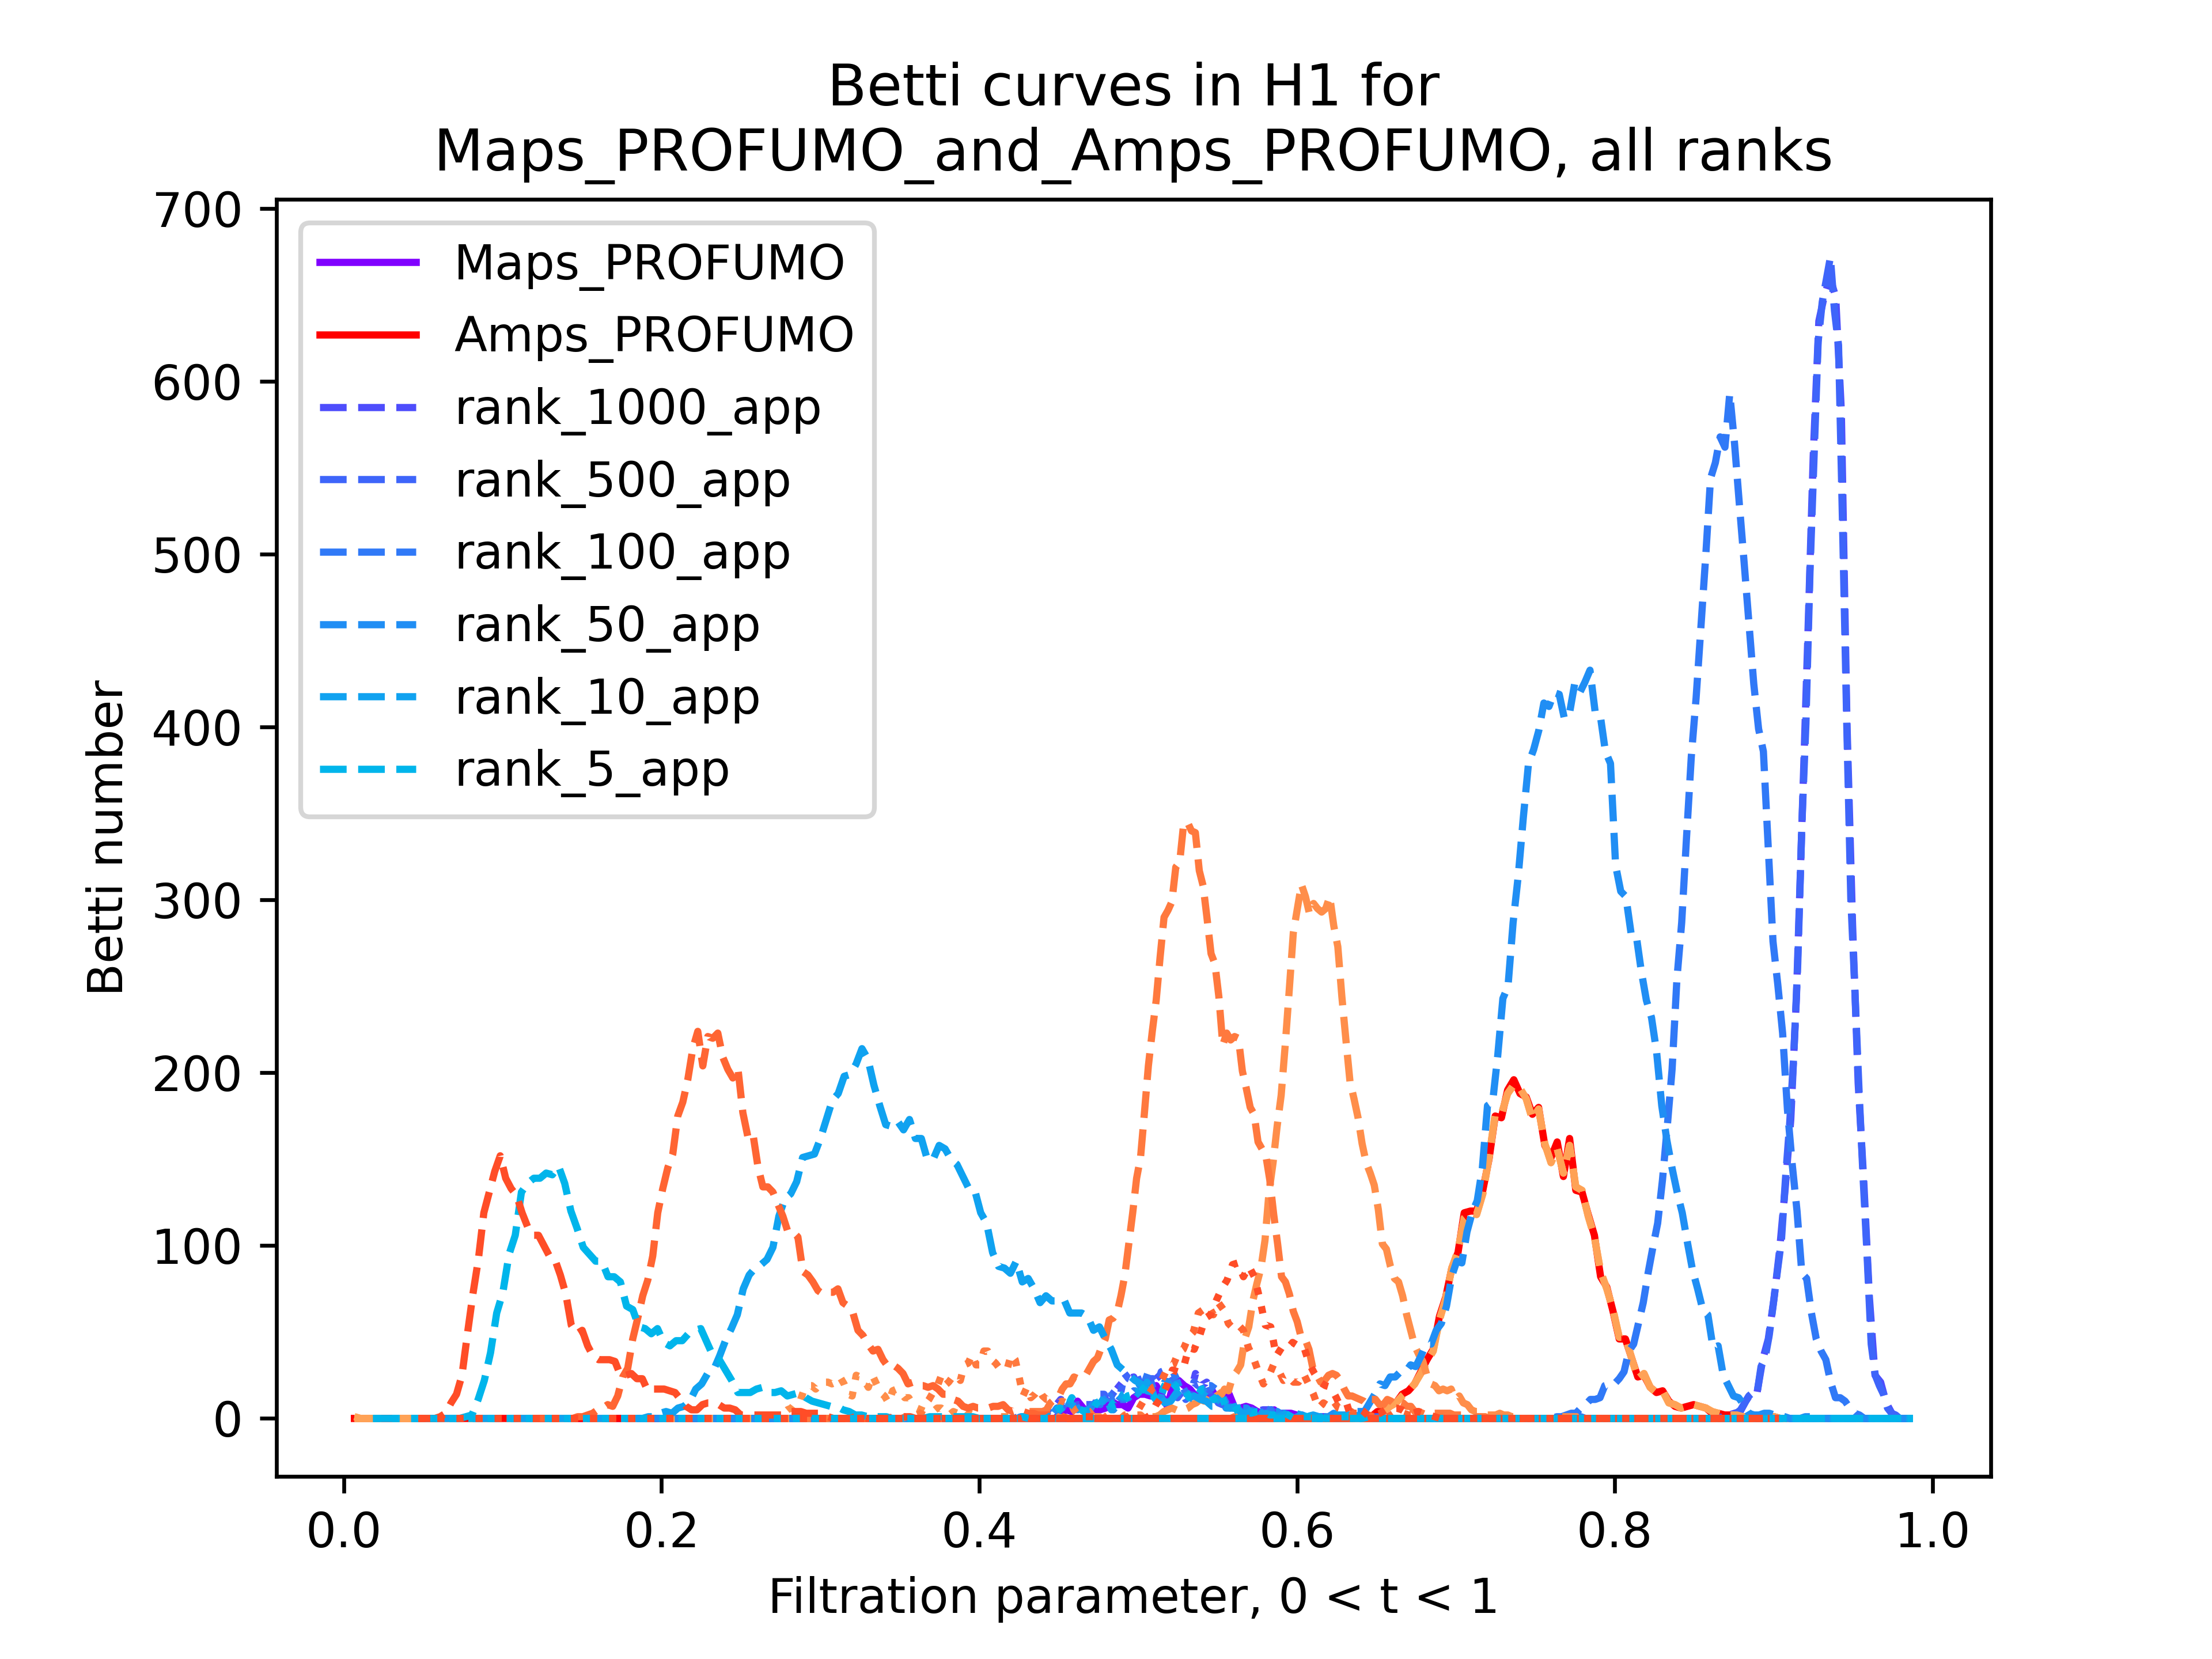 Betti curves in H1 for
Maps_PROFUMO_and_Amps_PROFUMO, all ranks
Maps_PROFUMO
Amps_PROFUMO
rank_1000_app
rank_500_app
rank_100_app
rank_50_app
rank_10_app
rank_5_app
700
600
500
400
300
200
100
0
Betti number
0.0 0.2 0.4 0.6 0.8 1.0
Filtration parameter, 0 < t < 1